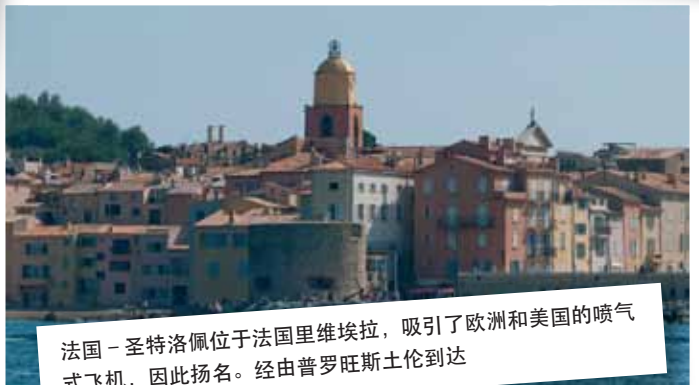 法国－圣特洛佩位于法国里维埃拉，吸引了欧洲和美国的喷气
式飞机，因此扬名。经由普罗旺斯土伦到达